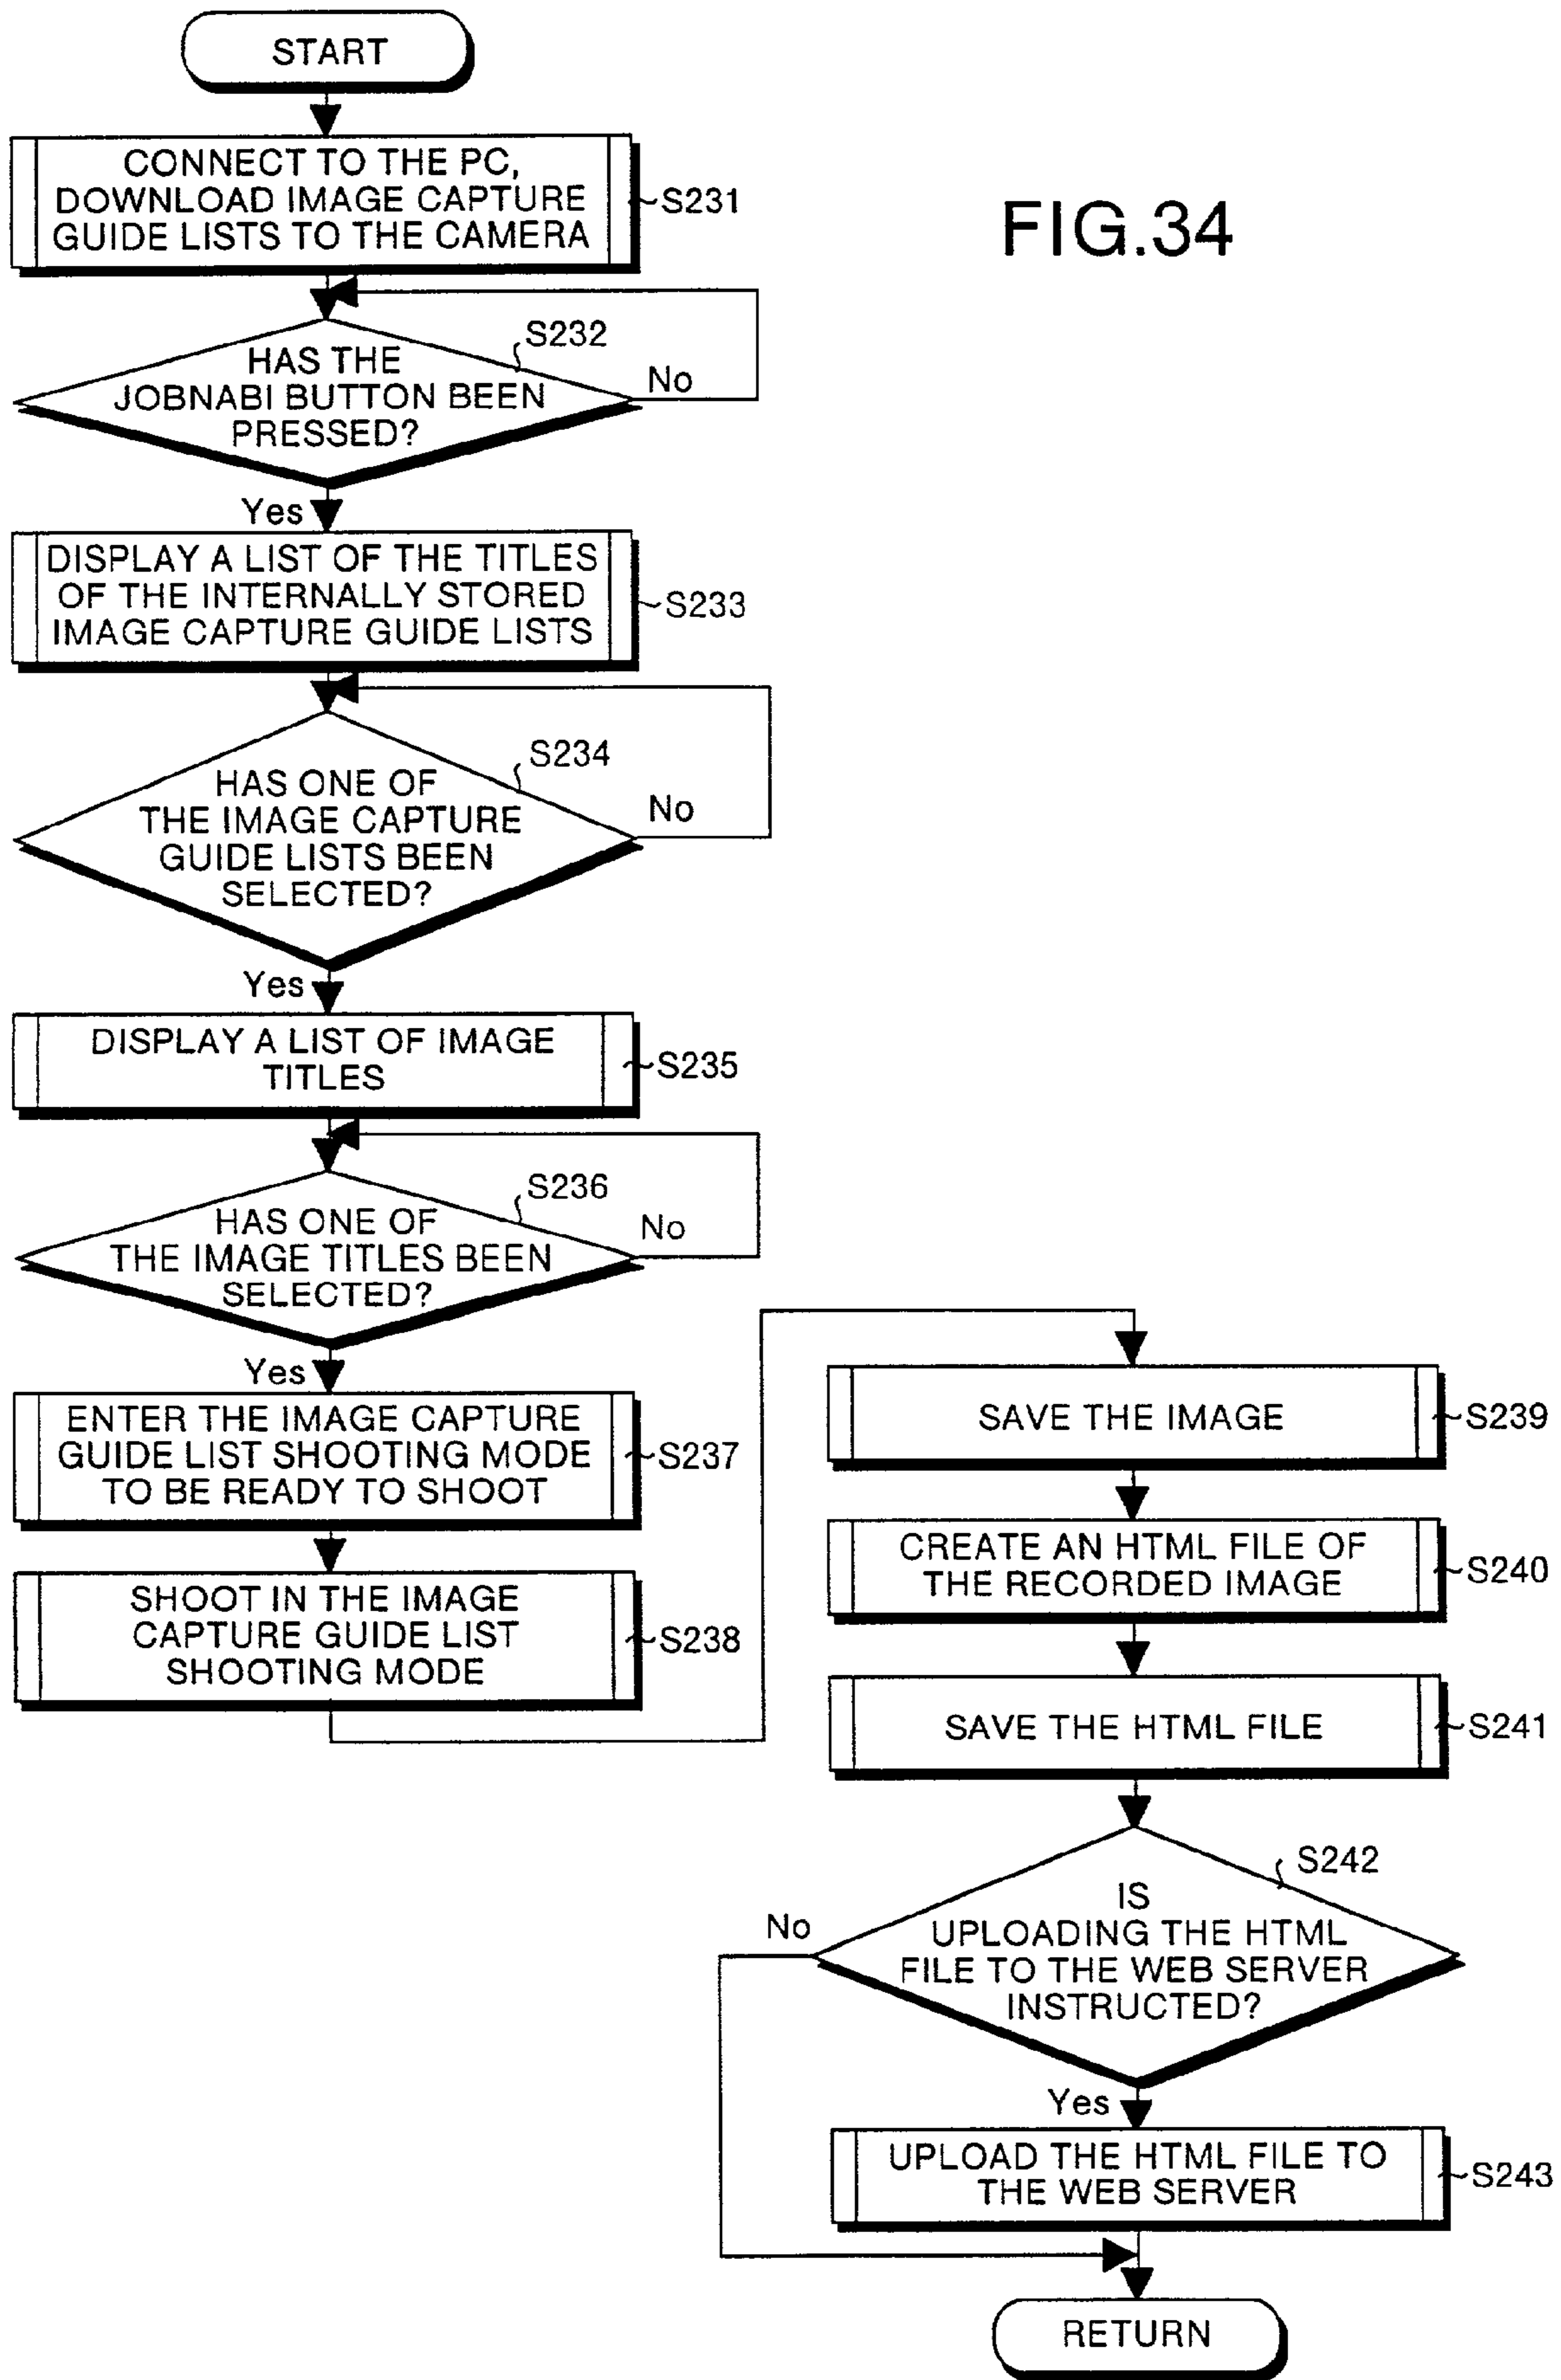 START
CONNECT TO THE PC,
DOWNLOAD IMAGE CAPTURE
GUIDE LISTS TO THE CAMERA
S231
FIG.34
S232
HAS THE
JOBNABI BUTTON BEEN
PRESSED?
No
Yes
DISPLAY A LIST OF THE TITLES
OF THE INTERNALLY STORED
IMAGE CAPTURE GUIDE LISTS
S233
S234
HAS ONE OF
THE IMAGE CAPTURE
GUIDE LISTS BEEN
SELECTED?
No
Yes
DISPLAY A LIST OF IMAGE
TITLES
S235
S236
HAS ONE OF
THE IMAGE TITLES BEEN
SELECTED?
No
Yes
ENTER THE IMAGE CAPTURE
GUIDE LIST SHOOTING MODE
TO BE READY TO SHOOT
S237
SHOOT IN THE IMAGE
CAPTURE GUIDE LIST
SHOOTING MODE
S238
SAVE THE IMAGE
S239
CREATE AN HTML FILE OF
THE RECORDED IMAGE
S240
SAVE THE HTML FILE
S241
S242
IS
UPLOADING THE HTML
FILE TO THE WEB SERVER
INSTRUCTED?
No
Yes
UPLOAD THE HTML FILE TO
THE WEB SERVER
S243
RETURN